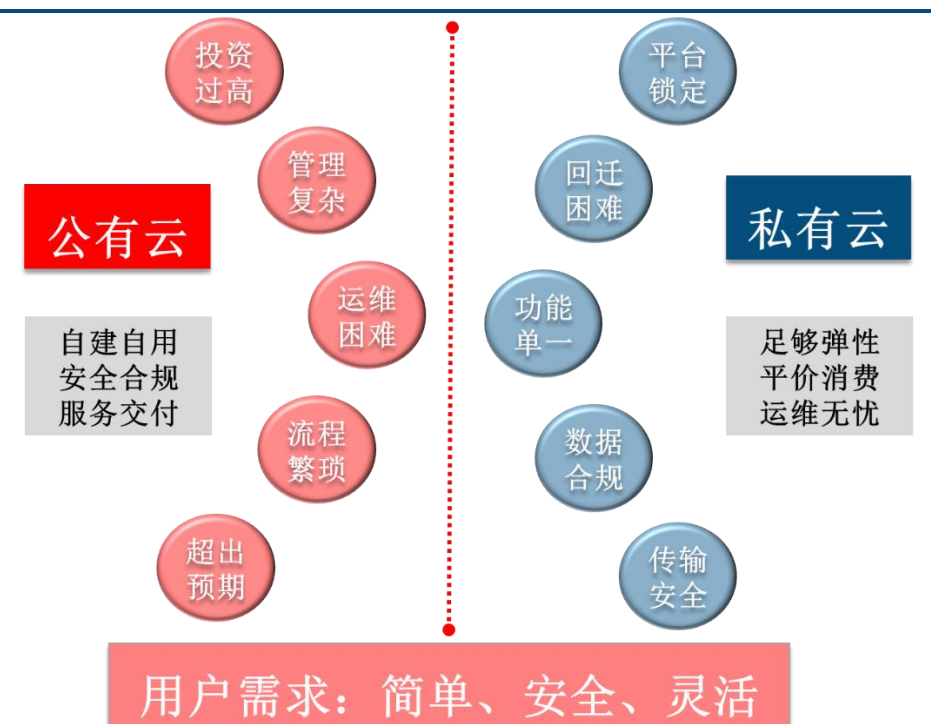 公有云
自建自用
安全合规
服务交付
投资
过高
管理
复杂
运维
困难
流程
繁琐
超出
预期
平台
锁定
回迁
困难
功能
单一
数据
合规
传输
安全
私有云
足够弹性
平价消费
运维无忧
用户需求：简单、安全、灵活